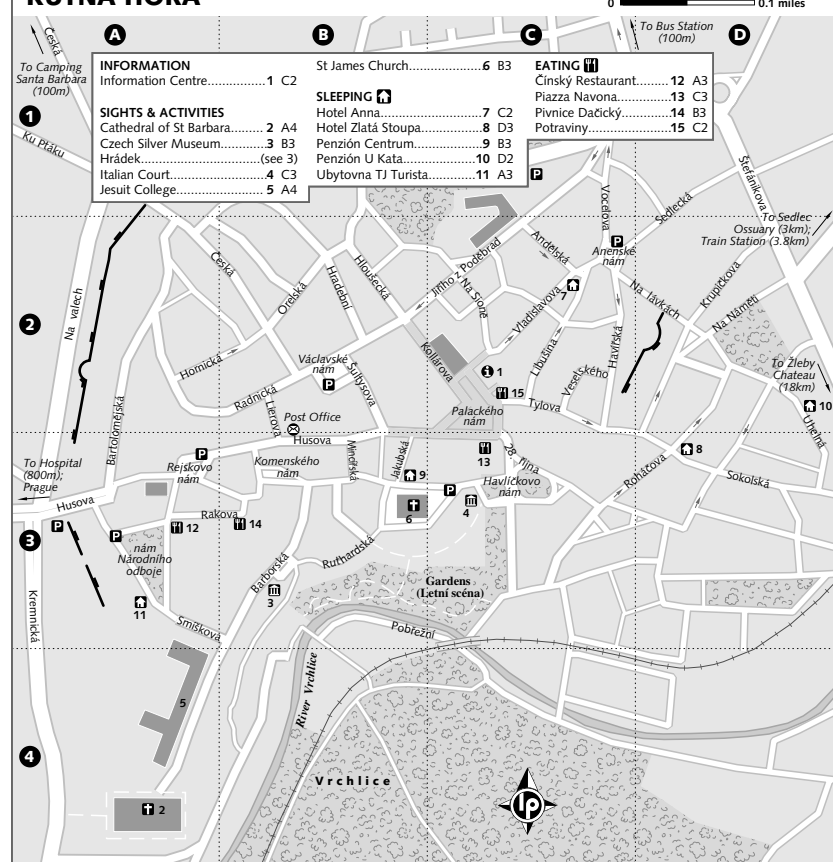 KUTNÁ HORA
0 0.1 miles
A
B
C
D
To Bus Station
(100m)
Česká
To Camping
Santa Barbara
(100m)
INFORMATION
Information Centre....................1 C2
SIGHTS & ACTIVITIES
Cathedral of St Barbara........ 2 A4
Czech Silver Museum........3 B3
Hrádek......................(see 3)
Italian Court....................4 C3
Jesuit College....................5 A4
St James Church....................6 B3
SLEEPING
Hotel Anna....................7 C2
Hotel Zlatá Stoupa....................8 D3
Penzión Centrum....................9 B3
Penzión U Kata....................10 D2
Ubytovna TJ Turista....................11 A3
EATING
Čínský Restaurant....................12 A3
Piazza Navona....................13 C3
Pivnice Dačický....................14 B3
Potraviny....................15 C2
1
Ku Ptáku
P
Štefánikova
Vocelova
Sedlecká
To Sedlec
Ossuary (3km);
Train Station (3.8km)
P
Anenské
nám
Andělská
Jiřího z Poděbrad
Na Sioně
Česká
Hloušecká
Hradební
Orelská
Na valech
2
7
Vladislavova
Na lávkách
Krupičkova
Na Náměti
Kollárova
Libušina
Havířská
Veselského
Václavské
nám
P
Hornická
Šultysova
1
15
To Žleby
Chateau
(18km)
10
Radnická
Palackého
nám
Tylova
Uhelná
Bartolomějská
Lierova
Post Office
Husova
Mincířská
Jakubská
13
28. října
8
Roháčova
Sokolská
To Hospital
(800m);
Prague
P
Rejskovo
nám
Komenského
nám
9
Havlíčkovo
nám
P
4
6
Husova
P
P
12
Rakova
14
3
nám
Národního
odboje
Ruthardská
Barborská
Gardens
(Letní scéna)
3
11
Kremnická
Smíškova
Pobřežní
River Vrchlice
5
4
Vrchlice
lp
2